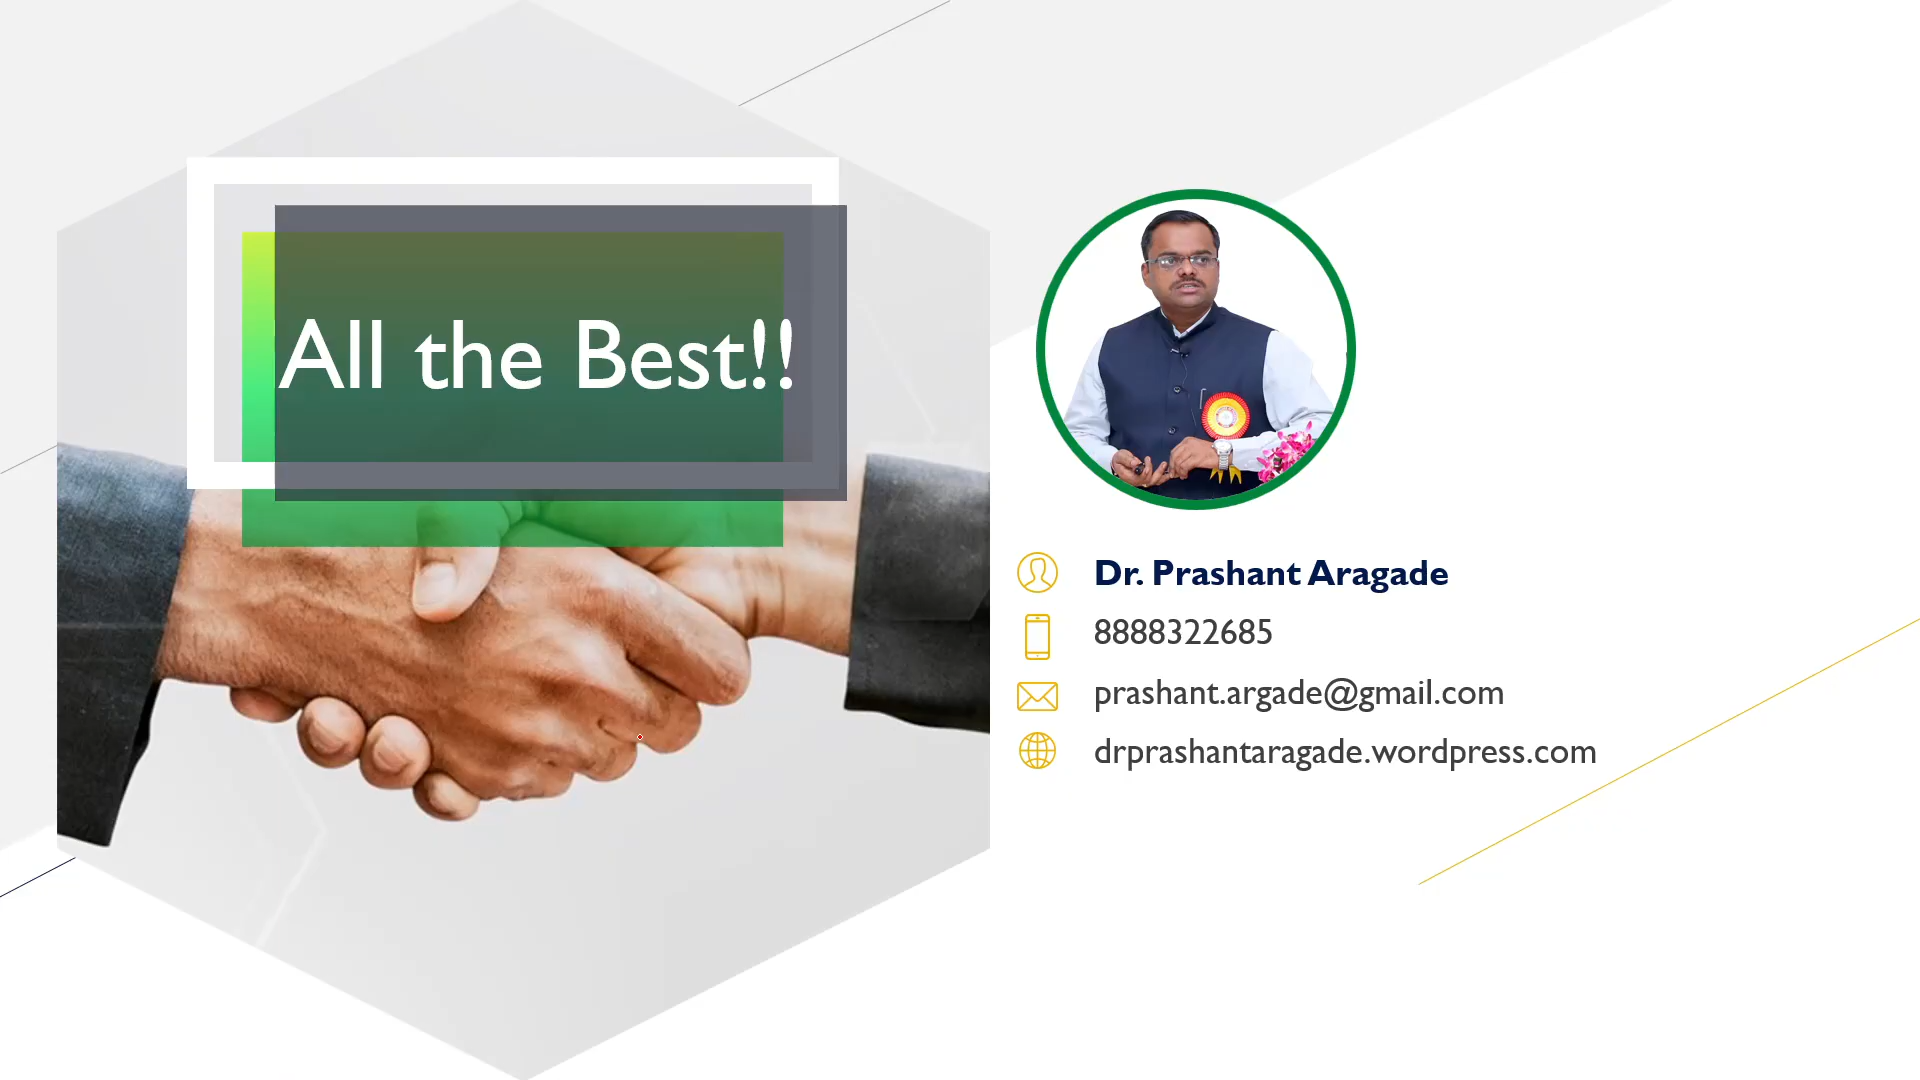 All the Best!!
Dr. Prashant Aragade
8888322685
prashant.argade@gmail.com
drprashantaragade.wordpress.com